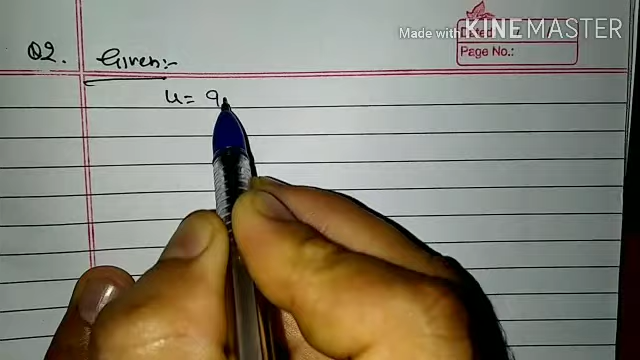 Made with KINEMASTER
Page No.:
Q2. Given:-
u= 9